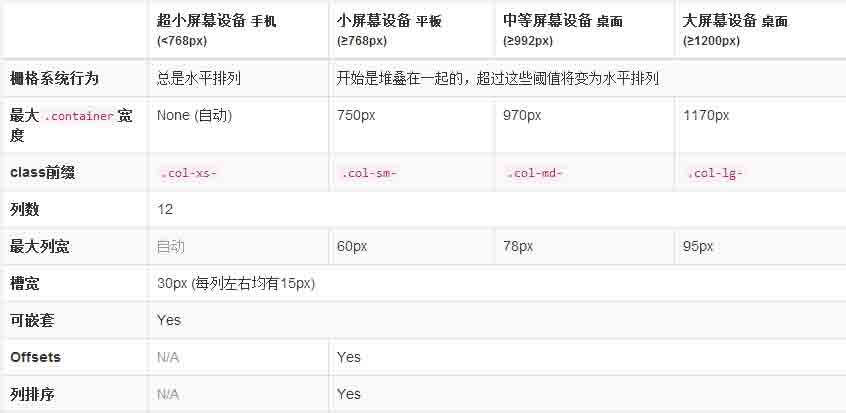 超小屏幕设备 手机 小屏幕设备 平板 中等屏幕设备 桌面 大屏幕设备 桌面
(<768px) (≥768px) (≥992px) (≥1200px)
栅格系统行为 总是水平排列 开始是堆叠在一起的，超过这些阈值将变为水平排列
最大 .container 宽 None (自动) 750px 970px 1170px
度
class前缀 .col-xs- .col-sm- .col-md- .col-lg-
列数 12
最大列宽 自动 60px 78px 95px
槽宽 30px (每列左右均有15px)
可嵌套 Yes
Offsets N/A Yes
列排序 N/A Yes